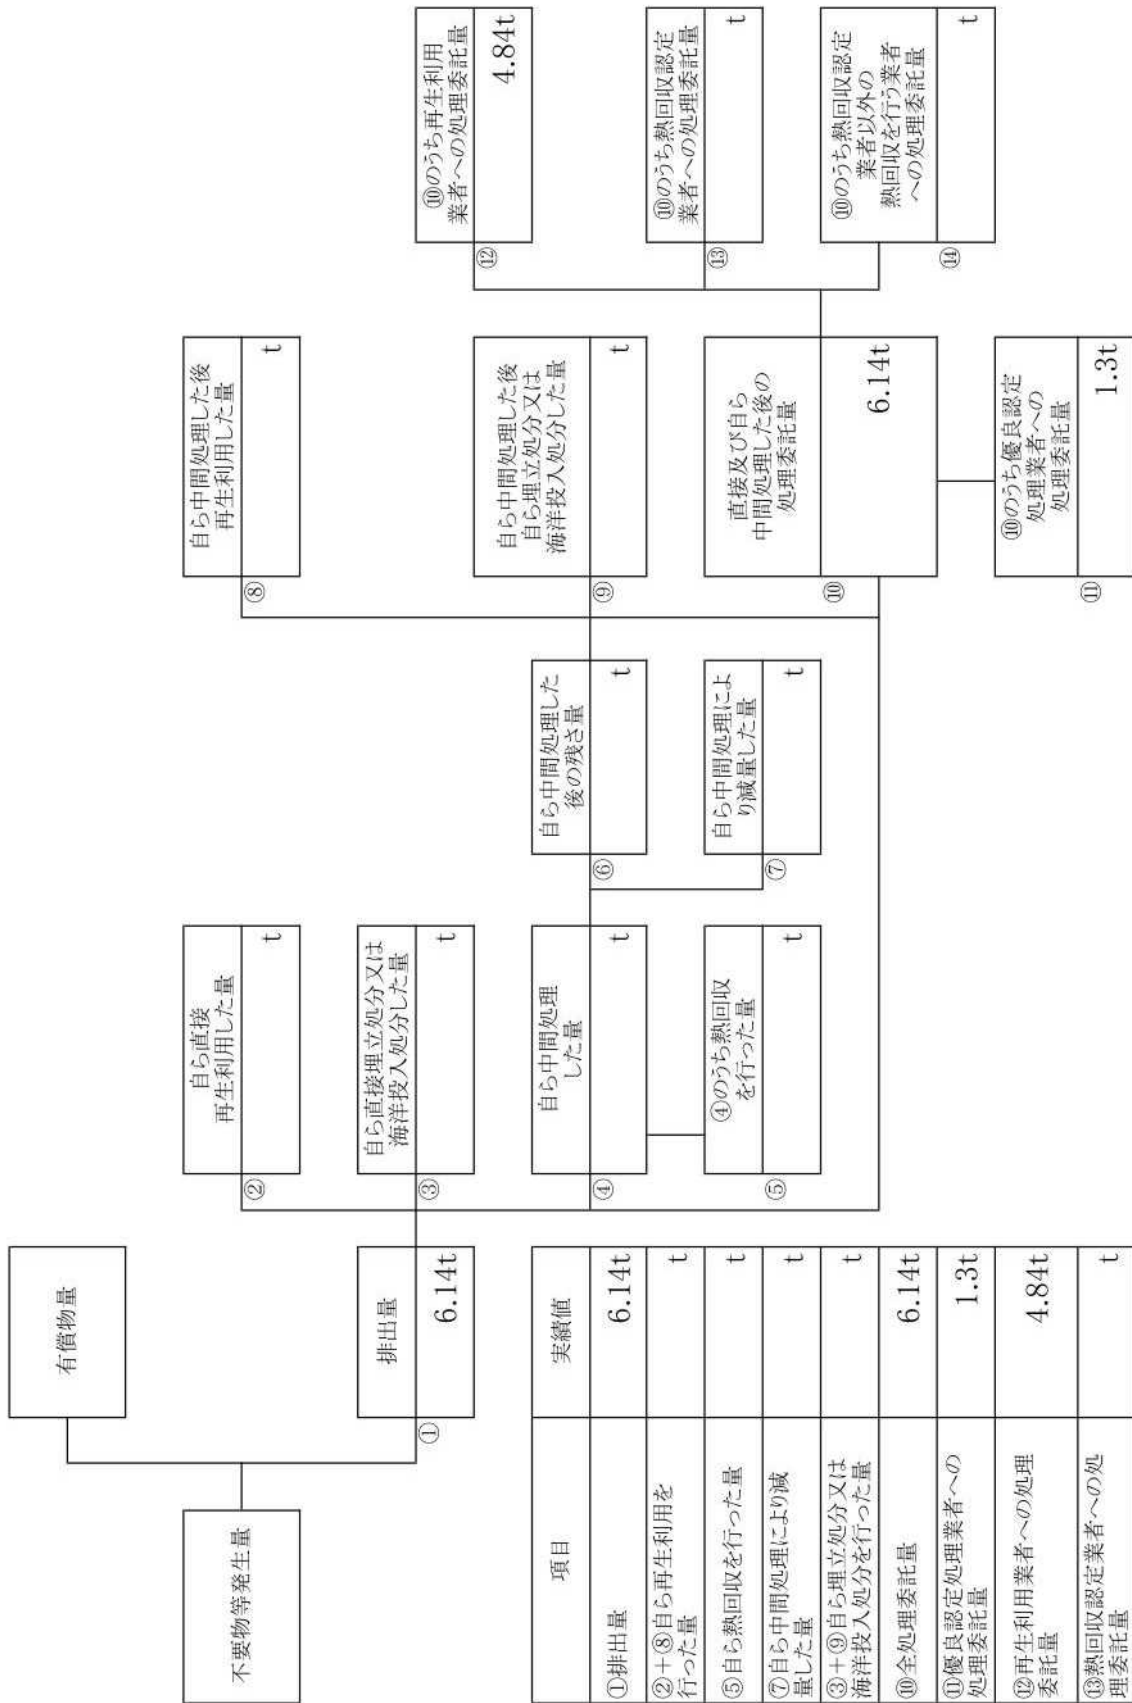 不要物等発生量
有償物量
①
排出量
6.14t
②
自ら直接
再生利用した量
t
③
自ら直接埋立処分又は
海洋投入処分した量
t
④
自ら中間処理
した量
t
⑤
④のうち熱回収
を行った量
t
⑥
自ら中間処理した
後の残さ量
t
⑦
自ら中間処理によ
り減量した量
t
⑧
自ら中間処理した後
再生利用した量
t
⑨
自ら中間処理した後
自ら埋立処分又は
海洋投入処分した量
t
⑩
直接及び自ら
中間処理した後の
処理委託量
6.14t
⑪
⑩のうち優良認定
処理業者への
処理委託量
1.3t
⑫
⑩のうち再生利用
業者への処理委託量
4.84t
⑬
⑩のうち熱回収認定
業者への処理委託量
t
⑭
⑩のうち熱回収認定
業者以外の
熱回収を行う業者
への処理委託量
t
項目 実績値
①排出量 6.14t
②+⑧自ら再生利用を
行った量 t
⑤自ら熱回収を行った量 t
⑦自ら中間処理により減
量した量 t
③+⑨自ら埋立処分又は
海洋投入処分を行った量 t
⑩全処理委託量 6.14t
⑪優良認定処理業者への
処理委託量 1.3t
⑫再生利用業者への処理
委託量 4.84t
⑬熱回収認定業者への処
理委託量 t